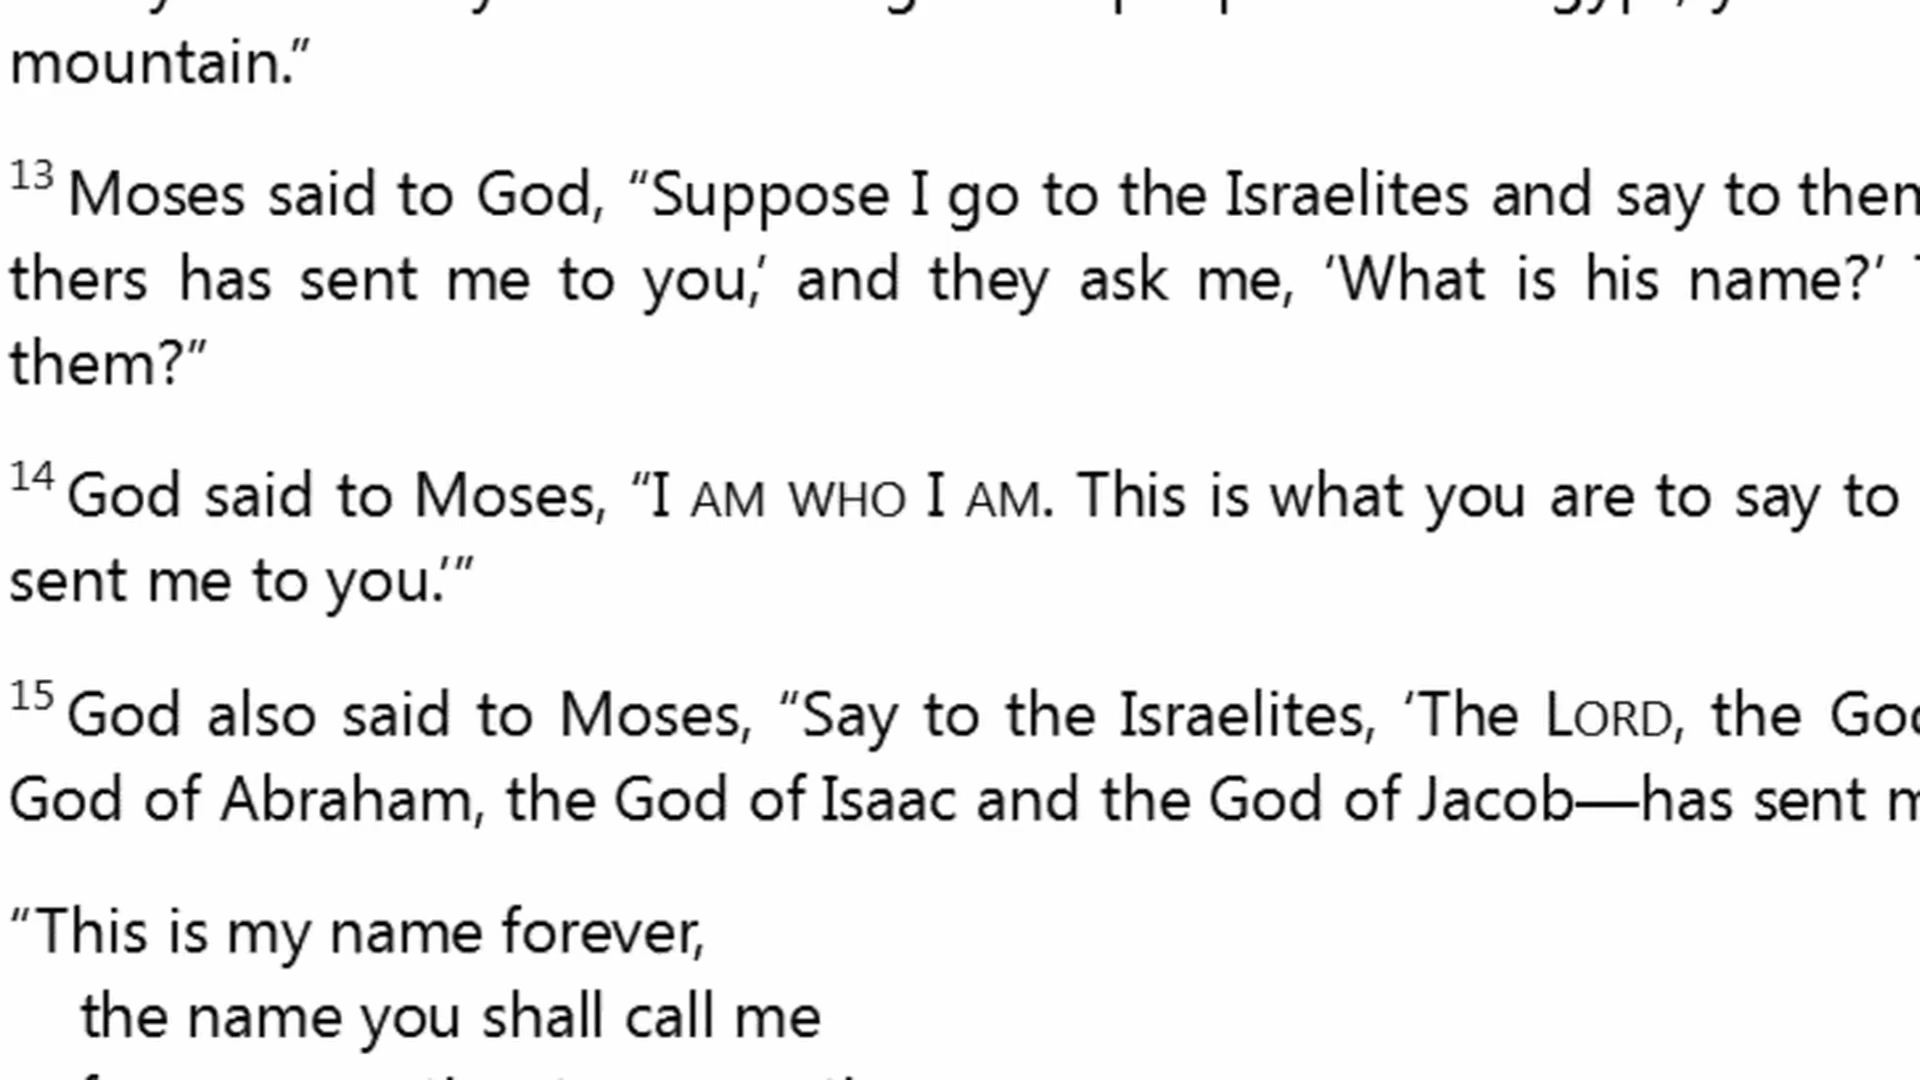 mountain.”
13 Moses said to God, “Suppose I go to the Israelites and say to them
thers has sent me to you,’ and they ask me, ‘What is his name?’
them?”
14 God said to Moses, “I AM WHO I AM. This is what you are to say to
sent me to you.’”
15 God also said to Moses, “Say to the Israelites, ‘The LORD, the God
God of Abraham, the God of Isaac and the God of Jacob—has sent
“This is my name forever,
the name you shall call me